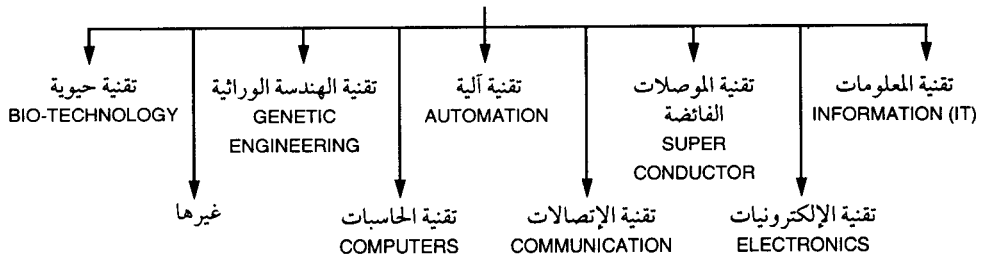 تقنية المعلومات
INFORMATION (IT)
تقنية الموصلات
الفائضة
SUPER
CONDUCTOR
تقنية آلية
AUTOMATION
تقنية الهندسة الوراثية
GENETIC
ENGINEERING
تقنية حيوية
BIO-TECHNOLOGY
تقنية الإلكترونيات
ELECTRONICS
تقنية الإتصالات
COMMUNICATION
تقنية الحاسبات
COMPUTERS
غيرها